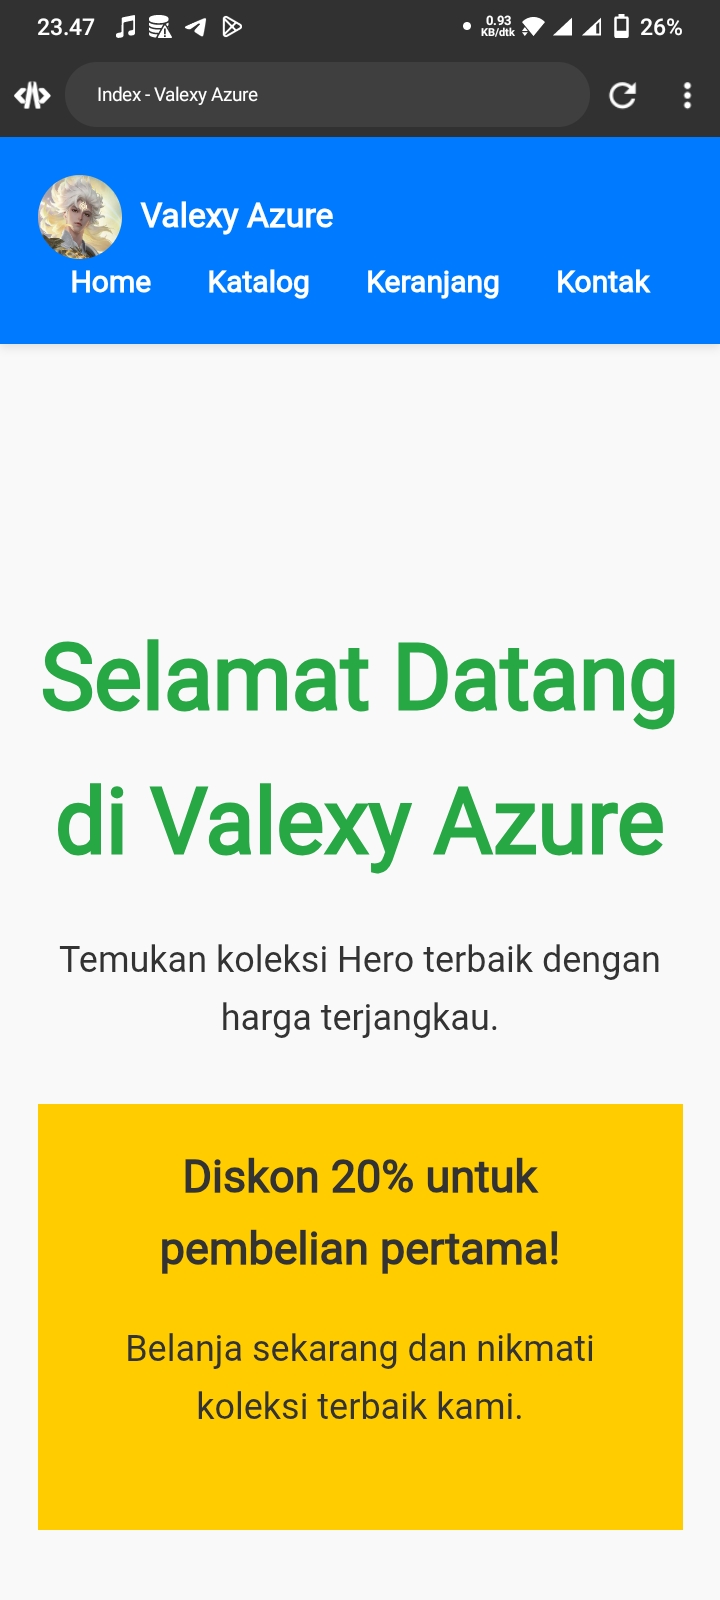 23.47
0.93
KB/dtk
26%
Index - Valexy Azure
Valexy Azure
Home Katalog Keranjang Kontak
Selamat Datang
di Valexy Azure
Temukan koleksi Hero terbaik dengan
harga terjangkau.
Diskon 20% untuk
pembelian pertama!
Belanja sekarang dan nikmati
koleksi terbaik kami.